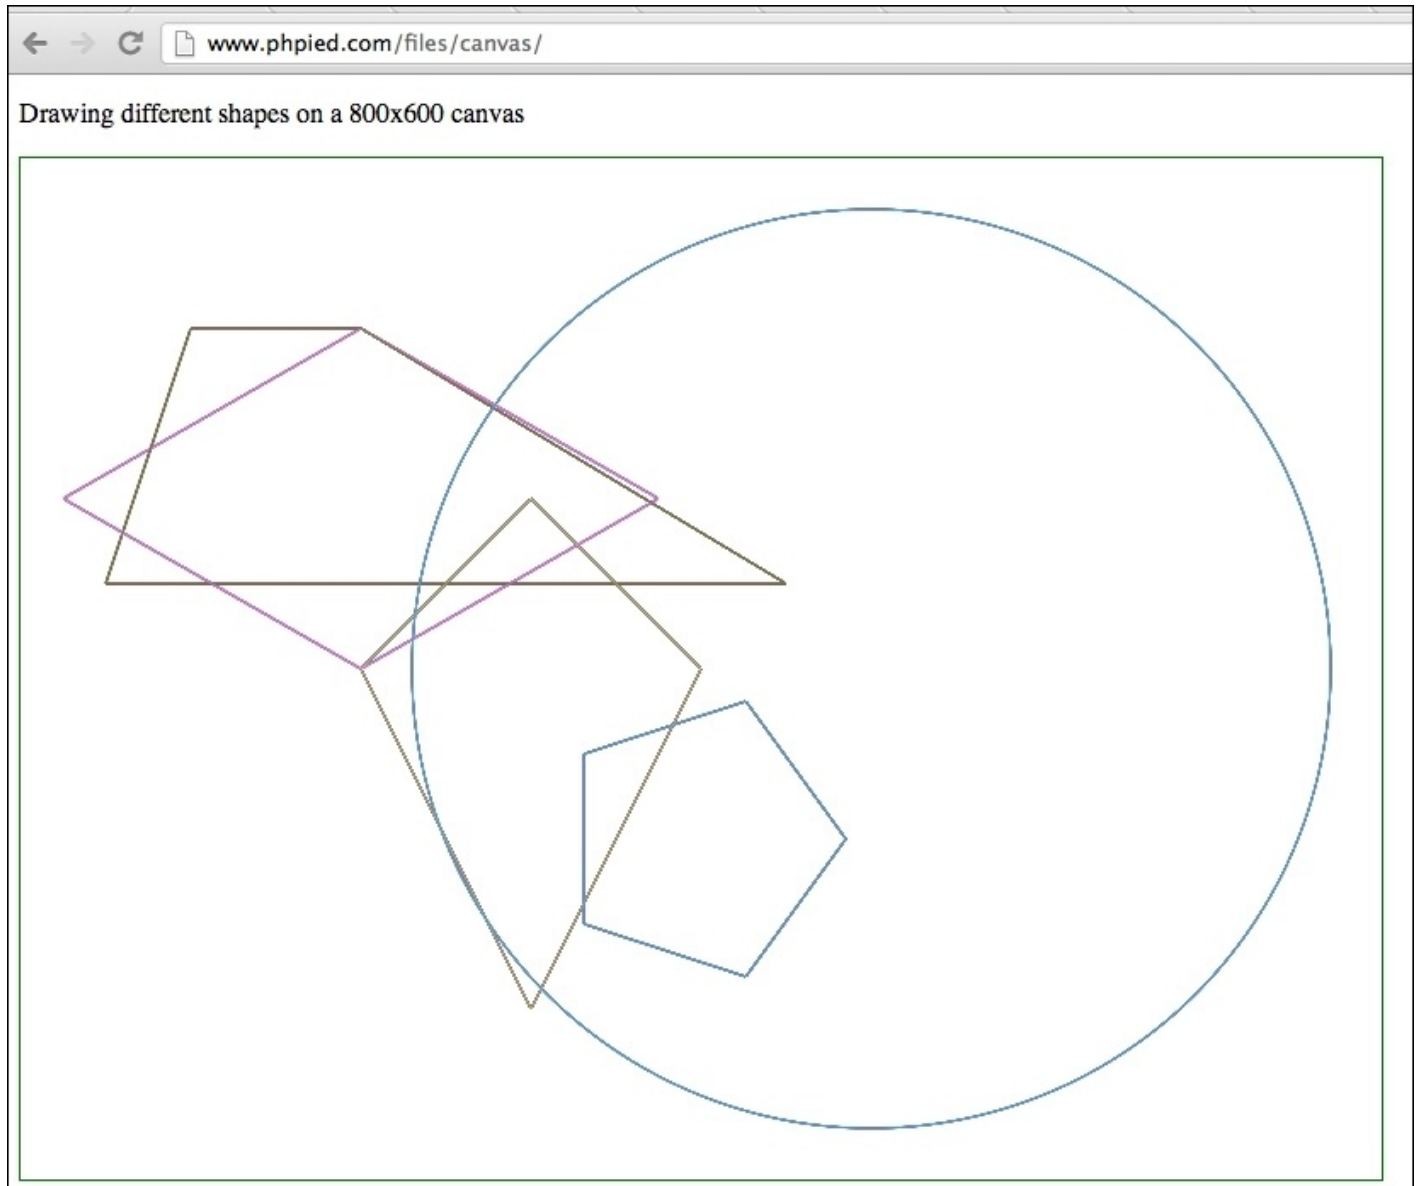 www.phpied.com/files/canvas/
Drawing different shapes on a 800x600 canvas